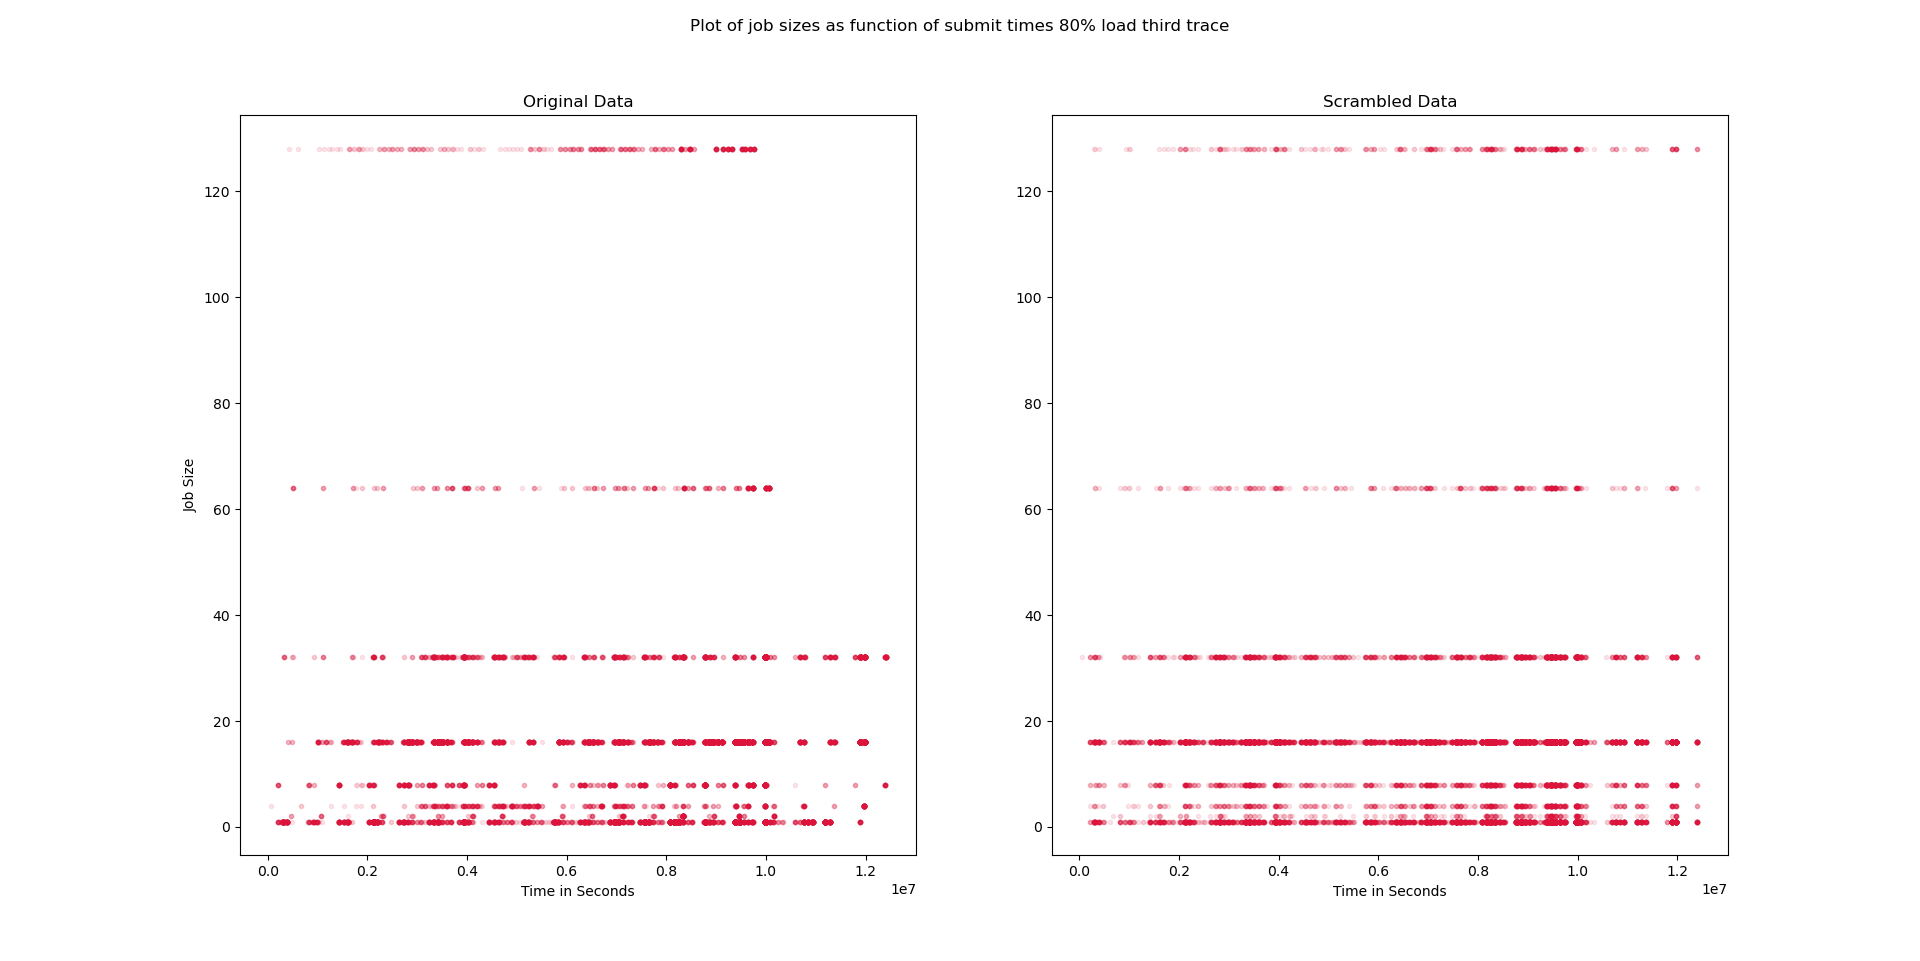 Plot of job sizes as function of submit times 80% load third trace
Original Data
Job Size
120
100
80
60
40
20
0
0.0 0.2 0.4 0.6 0.8 1.0 1.2
1e7
Time in Seconds
Scrambled Data
120
100
80
60
40
20
0
0.0 0.2 0.4 0.6 0.8 1.0 1.2
1e7
Time in Seconds